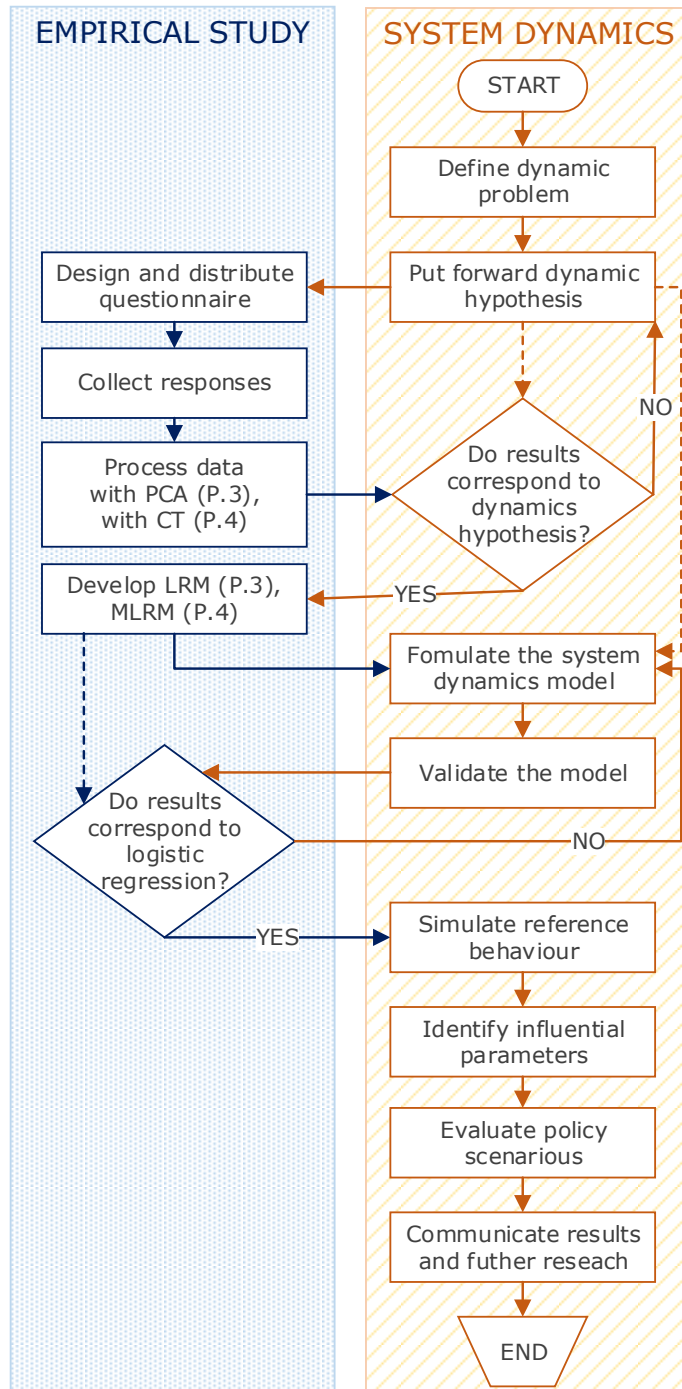 EMPIRICAL STUDY
SYSTEM DYNAMICS
START
Define dynamic
problem
Design and distribute
questionnaire
Put forward dynamic
hypothesis
Collect responses
NO
Process data
with PCA (P.3),
with CT (P.4)
Do results
correspond to
dynamics
hypothesis?
Develop LRM (P.3),
MLRM (P.4)
YES
Fomulate the system
dynamics model
Validate the model
Do results
correspond to
logistic
regression?
NO
YES
Simulate reference
behaviour
Identify influential
parameters
Evaluate policy
scenarious
Communicate results
and futher reseach
END